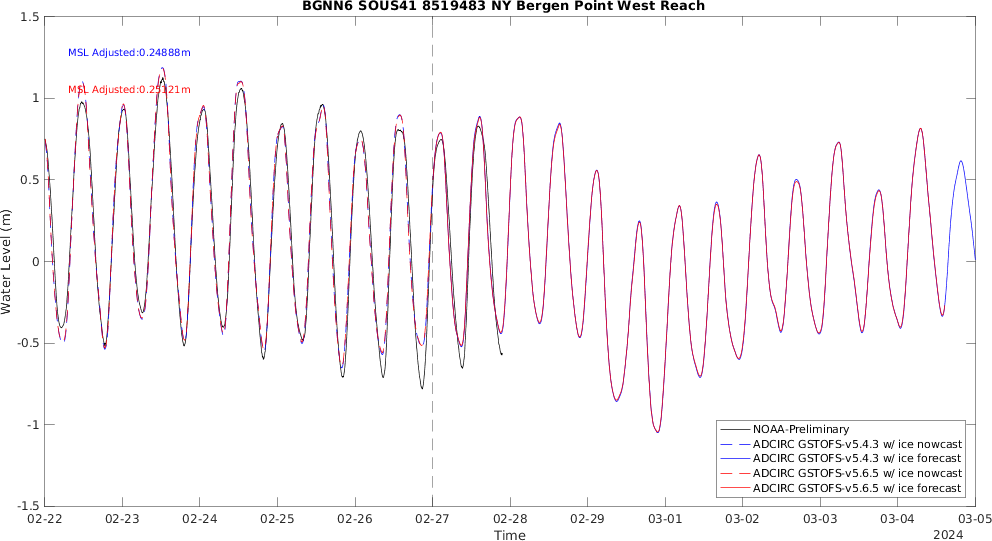 BGNN6 SOUS41 8519483 NY Bergen Point West Reach
1.5
MSL Adjusted:0.24888m
MSL Adjusted:0.25121m
1
0.5
0
-0.5
-1
-1.5
Water Level (m)
NOAA-Preliminary
ADCIRC GSTOFS-v5.4.3 w/ ice nowcast
ADCIRC GSTOFS-v5.4.3 w/ ice forecast
ADCIRC GSTOFS-v5.6.5 w/ ice nowcast
ADCIRC GSTOFS-v5.6.5 w/ ice forecast
02-22 02-23 02-24 02-25 02-26 02-27 02-28 02-29 03-01 03-02 03-03 03-04 03-05
Time
2024